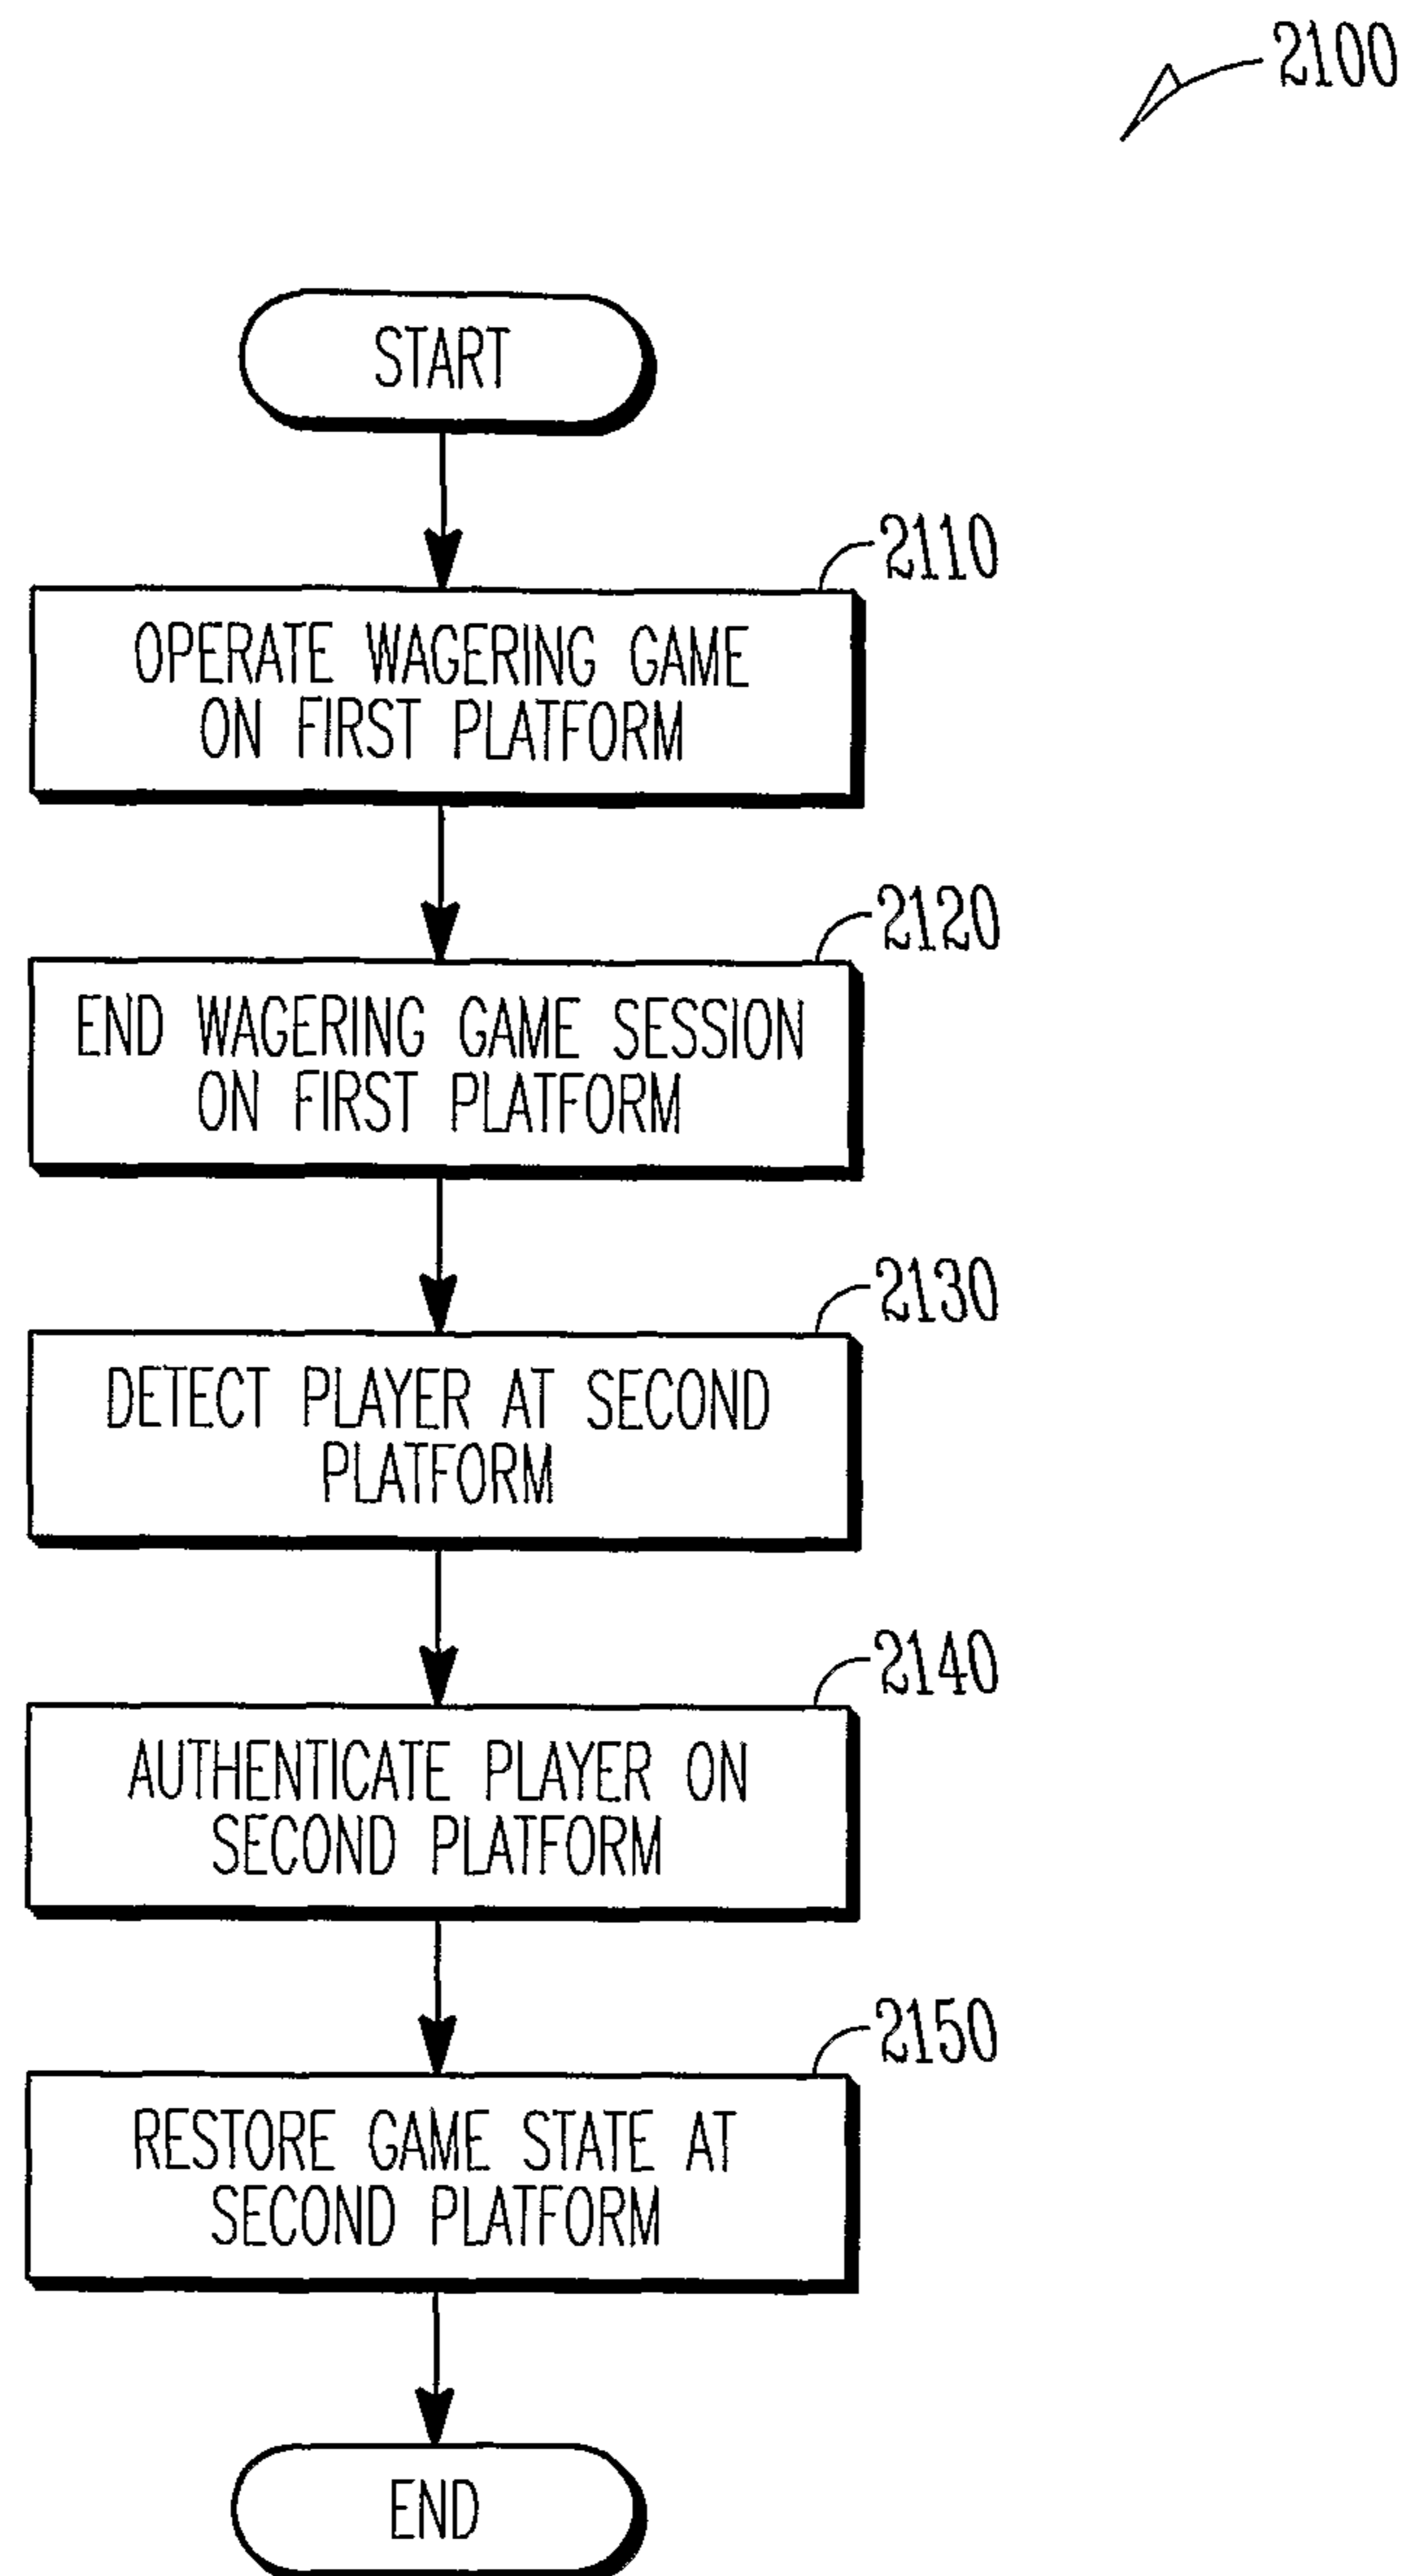 2100
START
2110
OPERATE WAGERING GAME
ON FIRST PLATFORM
2120
END WAGERING GAME SESSION
ON FIRST PLATFORM
2130
DETECT PLAYER AT SECOND
PLATFORM
2140
AUTHENTICATE PLAYER ON
SECOND PLATFORM
2150
RESTORE GAME STATE AT
SECOND PLATFORM
END